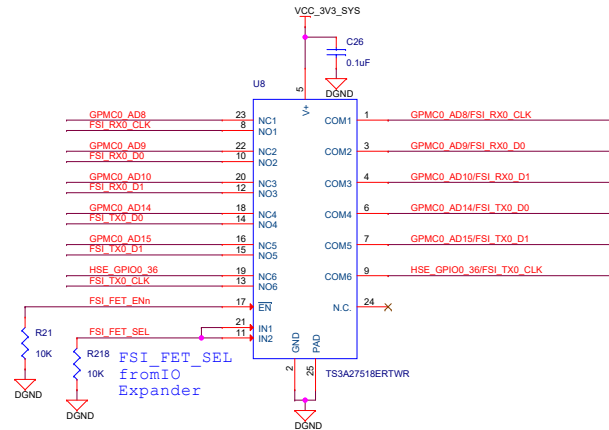 VCC_3V3_SYS
C26
0.1uF
DGND
U8
5
V+
GPMC0_AD8 23 NC1 COM1 1 GPMC0_AD8/FSI_RX0_CLK
FSI_RX0_CLK 8 NO1
GPMC0_AD9 22 NC2 COM2 3 GPMC0_AD9/FSI_RX0_D0
FSI_RX0_D0 10 NO2
GPMC0_AD10 20 NC3 COM3 4 GPMC0_AD10/FSI_RX0_D1
FSI_RX0_D1 12 NO3
GPMC0_AD14 18 NC4 COM4 6 GPMC0_AD14/FSI_TX0_D0
FSI_TX0_D0 14 NO4
GPMC0_AD15 16 NC5 COM5 7 GPMC0_AD15/FSI_TX0_D1
FSI_TX0_D1 15 NO5
HSE_GPIO0_36 19 NC6 COM6 9 HSE_GPIO0_36/FSI_TX0_CLK
FSI_TX0_CLK 13 NO6
FSI_FET_ENn 17 EN N.C. 24
21 IN1
FSI_FET_SEL 11 IN2
R21
10K
DGND
R218
10K
DGND
FSI_FET_SEL
fromIO
Expander
GND PAD
2 25
TS3A27518ERTWR
DGND